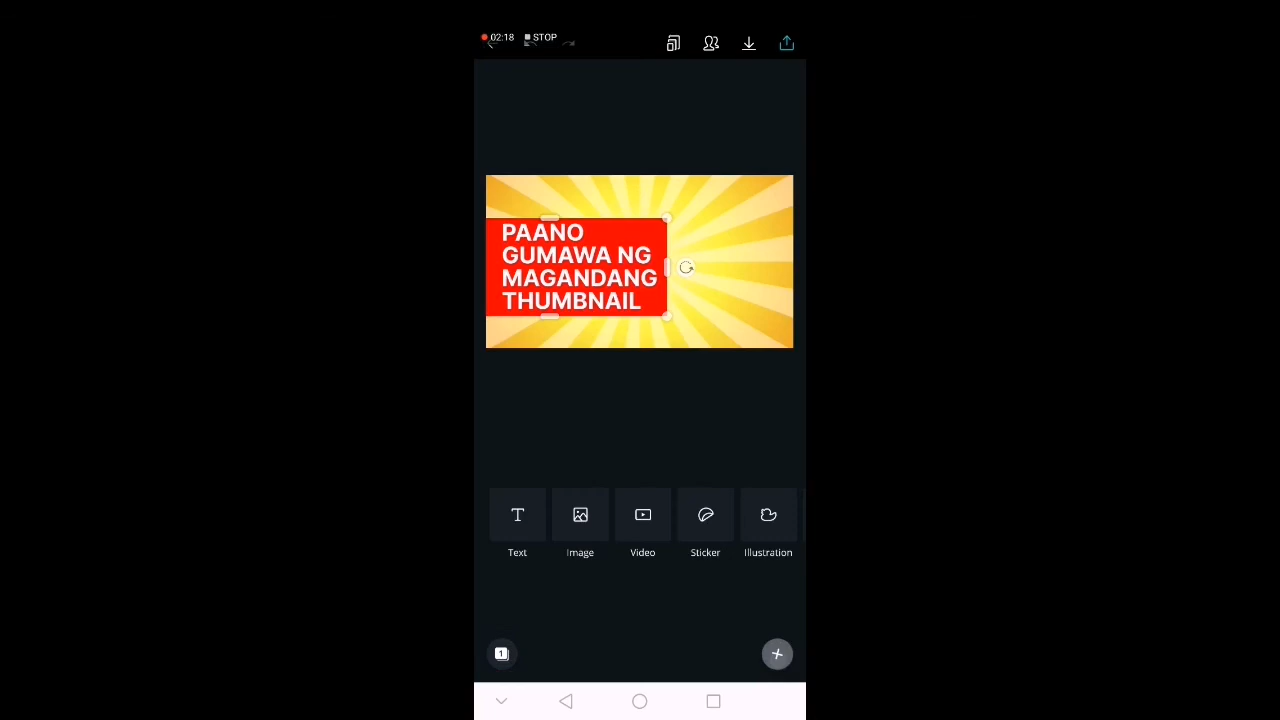 02:18 STOP
PAANO
GUMAWA NG
MAGANDANG
THUMBNAIL
Text Image Video Sticker Illustration
1